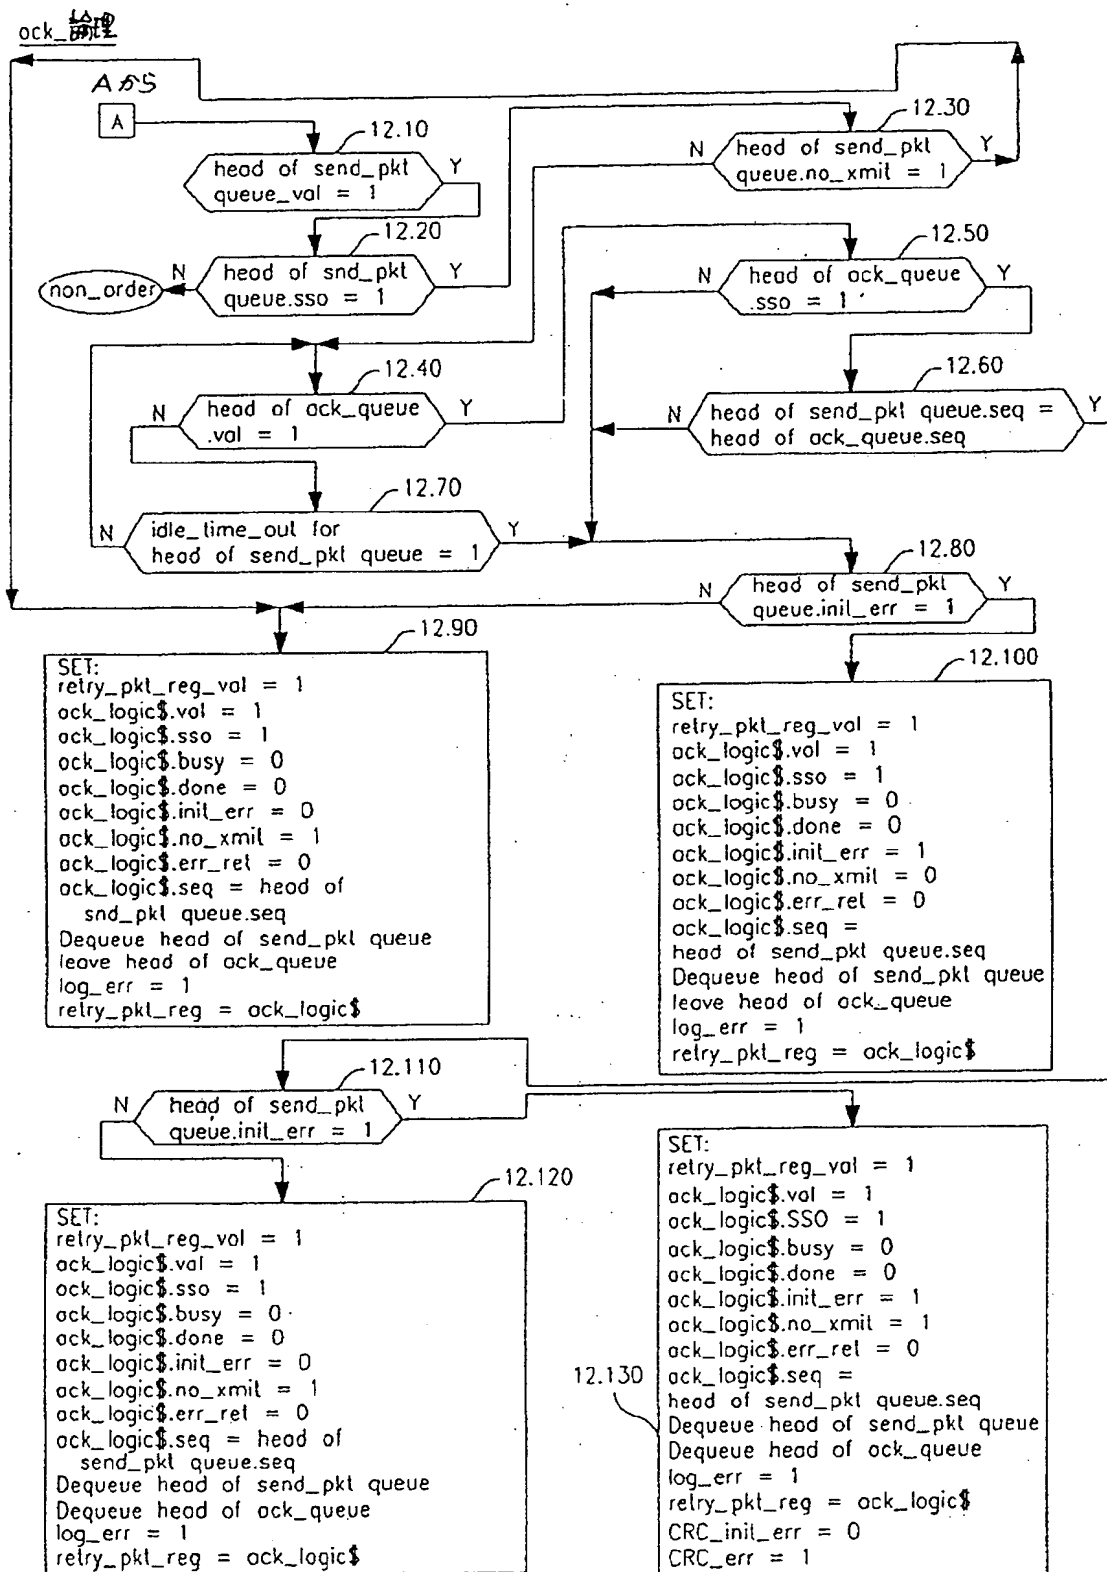 ack_論理
Aから
A
12.10
head of send_pkt
queue_val = 1
Y
12.20
head of snd_pkt
queue.sso = 1
N
Y
non_order
12.30
head of send_pkt
queue.no_xmit = 1
N
Y
12.40
head of ack_queue
.val = 1
N
Y
12.50
head of ack_queue
.sso = 1
N
Y
12.60
head of send_pkt queue.seq =
head of ack_queue.seq
N
Y
12.70
idle_time_out for
head of send_pkt queue = 1
N
Y
12.80
head of send_pkt
queue.init_err = 1
N
Y
12.90
SET:
retry_pkt_reg_val = 1
ack_logic$.val = 1
ack_logic$.sso = 1
ack_logic$.busy = 0
ack_logic$.done = 0
ack_logic$.init_err = 0
ack_logic$.no_xmit = 1
ack_logic$.err_ret = 0
ack_logic$.seq = head of
snd_pkt queue.seq
Dequeue head of send_pkt queue
leave head of ack_queue
log_err = 1
retry_pkt_reg = ack_logic$
12.100
SET:
retry_pkt_reg_val = 1
ack_logic$.val = 1
ack_logic$.sso = 1
ack_logic$.busy = 0
ack_logic$.done = 0
ack_logic$.init_err = 1
ack_logic$.no_xmit = 0
ack_logic$.err_ret = 0
ack_logic$.seq =
head of send_pkt queue.seq
Dequeue head of send_pkt queue
leave head of ack_queue
log_err = 1
retry_pkt_reg = ack_logic$
12.110
head of send_pkt
queue.init_err = 1
N
Y
12.120
SET:
retry_pkt_reg_val = 1
ack_logic$.val = 1
ack_logic$.sso = 1
ack_logic$.busy = 0
ack_logic$.done = 0
ack_logic$.init_err = 0
ack_logic$.no_xmit = 1
ack_logic$.err_ret = 0
ack_logic$.seq = head of
send_pkt queue.seq
Dequeue head of send_pkt queue
Dequeue head of ack_queue
log_err = 1
retry_pkt_reg = ack_logic$
12.130
SET:
retry_pkt_reg_val = 1
ack_logic$.val = 1
ack_logic$.SSO = 1
ack_logic$.busy = 0
ack_logic$.done = 0
ack_logic$.init_err = 1
ack_logic$.no_xmit = 1
ack_logic$.err_ret = 0
ack_logic$.seq =
head of send_pkt queue.seq
Dequeue head of send_pkt queue
Dequeue head of ack_queue
log_err = 1
retry_pkt_reg = ack_logic$
CRC_init_err = 0
CRC_err = 1